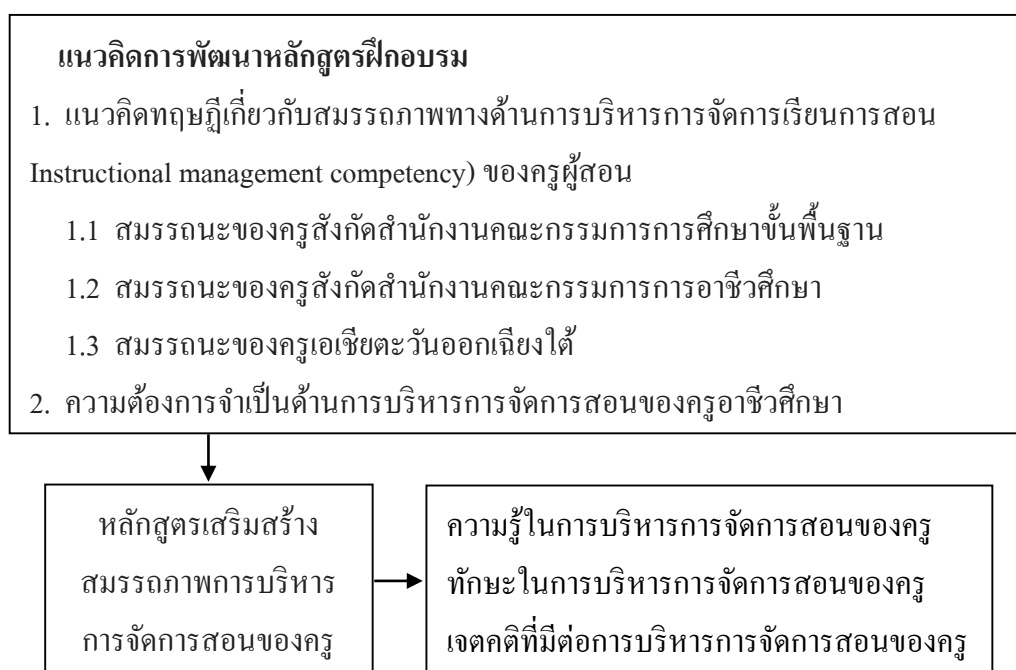 แนวคิดการพัฒนาหลักสูตรฝึกอบรม
1. แนวคิดทฤษฎีเกี่ยวกับสมรรถภาพทางด้านการบริหารการจัดการเรียนการสอน
Instructional management competency) ของครูผู้สอน
1.1 สมรรถนะของครูสังกัดสำนักงานคณะกรรมการการศึกษาขั้นพื้นฐาน
1.2 สมรรถนะของครูสังกัดสำนักงานคณะกรรมการการอาชีวศึกษา
1.3 สมรรถนะของครูเอเชียตะวันออกเฉียงใต้
2. ความต้องการจำเป็นด้านการบริหารการจัดการสอนของครูอาชีวศึกษา
หลักสูตรเสริมสร้าง
สมรรถภาพการบริหาร
การจัดการสอนของครู
ความรู้ในการบริหารการจัดการสอนของครู
ทักษะในการบริหารการจัดการสอนของครู
เจตคติที่มีต่อการบริหารการจัดการสอนของครู